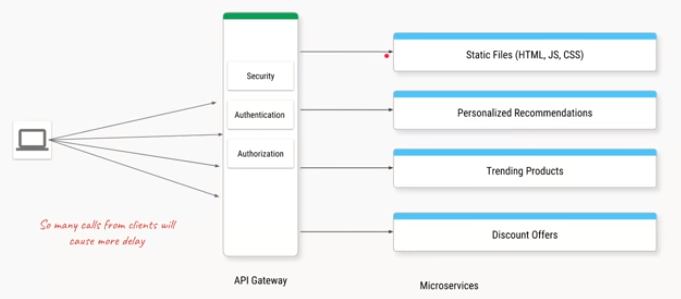 Static Files (HTML, JS, CSS)
Security
Personalized Recommendations
Authentication
Authorization
Trending Products
So many calls from clients will
cause more delay
Discount Offers
API Gateway
Microservices